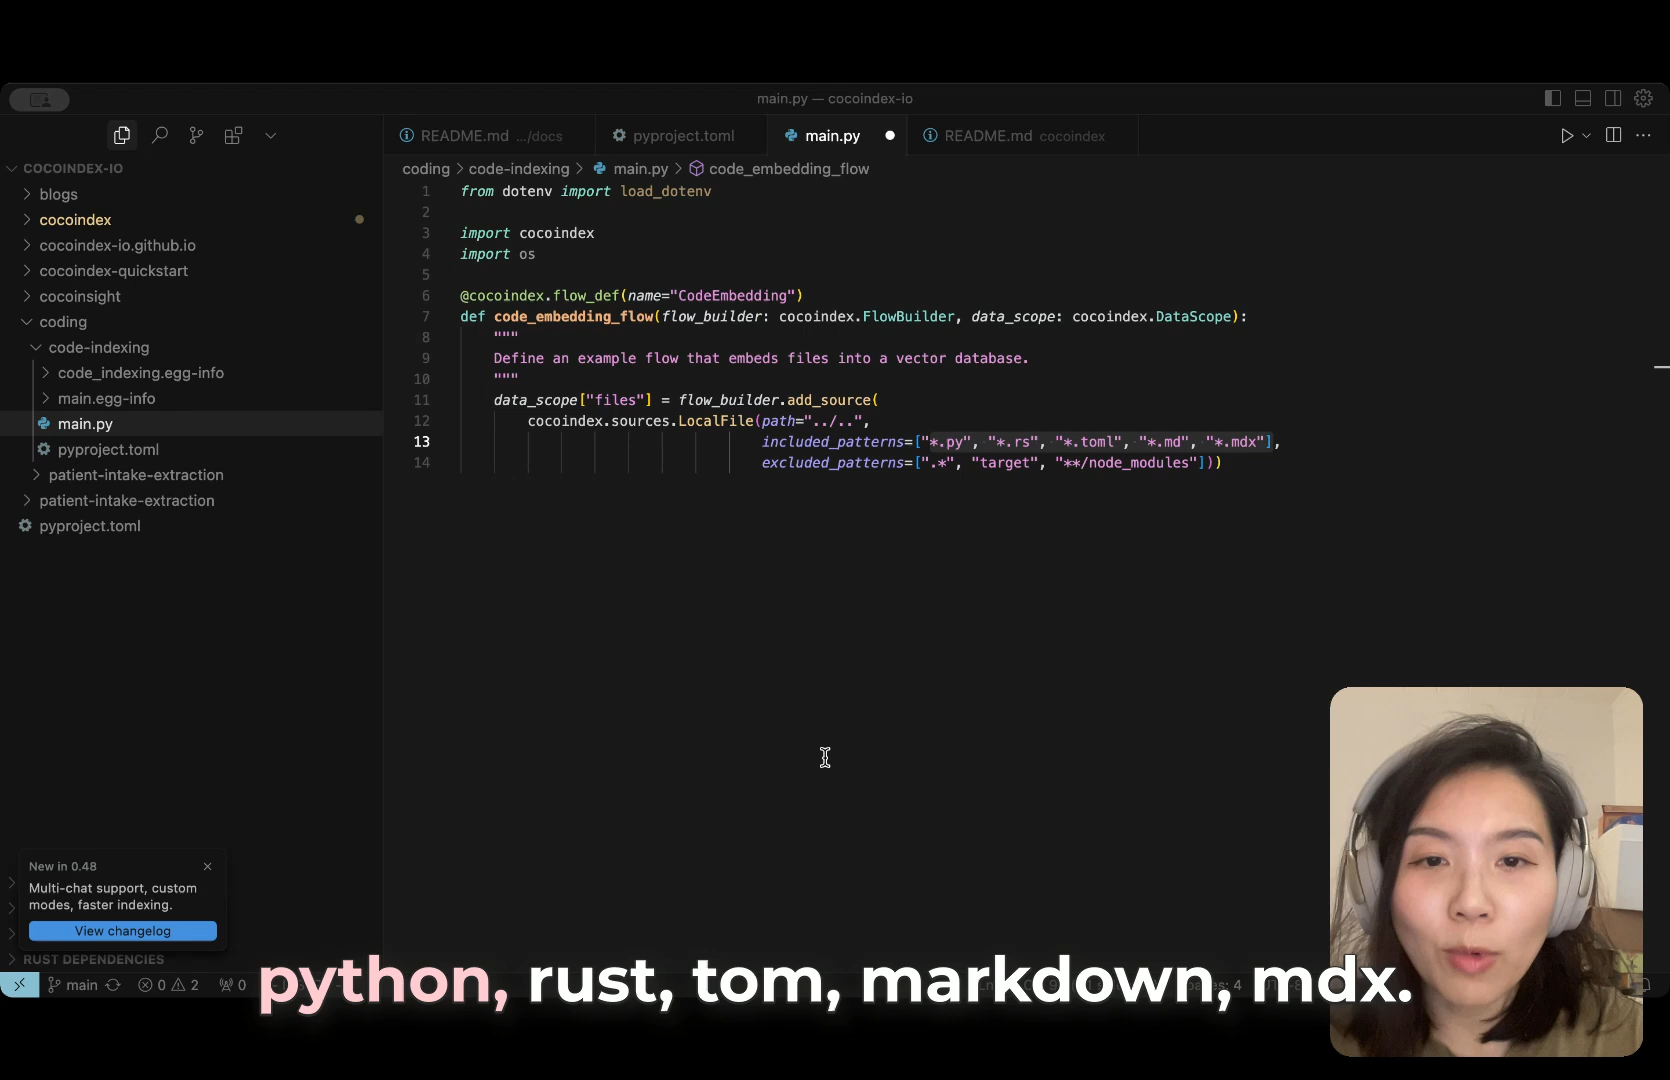 main.py — cocoindex-io
README.md .../docs
pyproject.toml
main.py
README.md cocoindex
COCOINDEX-IO
blogs
cocoindex
cocoindex-io.github.io
cocoindex-quickstart
cocoinsight
coding
code-indexing
code_indexing.egg-info
main.egg-info
main.py
pyproject.toml
patient-intake-extraction
patient-intake-extraction
pyproject.toml
coding > code-indexing > main.py > code_embedding_flow
1 from dotenv import load_dotenv
2
3 import cocoindex
4 import os
5
6 @cocoindex.flow_def(name="CodeEmbedding")
7 def code_embedding_flow(flow_builder: cocoindex.FlowBuilder, data_scope: cocoindex.DataScope):
8 """
9 Define an example flow that embeds files into a vector database.
10 """
11 data_scope["files"] = flow_builder.add_source(
12 cocoindex.sources.LocalFile(path="../..",
13 included_patterns=["*.py", "*.rs", "*.toml", "*.md", "*.mdx"],
14 excluded_patterns=[".*", "target", "**/node_modules"]))
New in 0.48
Multi-chat support, custom
modes, faster indexing.
View changelog
RUST DEPENDENCIES
main 0 2 0
python, rust, tom, markdown, mdx.